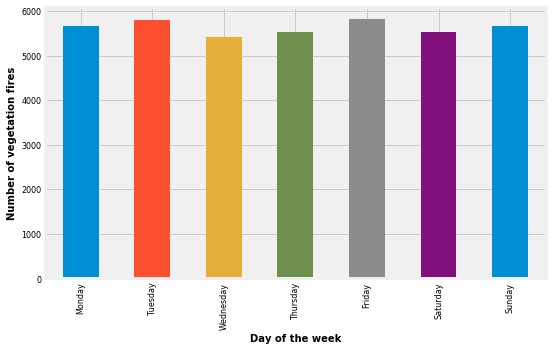 6000
5000
4000
3000
2000
1000
0
Number of vegetation fires
Monday
Tuesday
Wednesday
Thursday
Friday
Saturday
Sunday
Day of the week